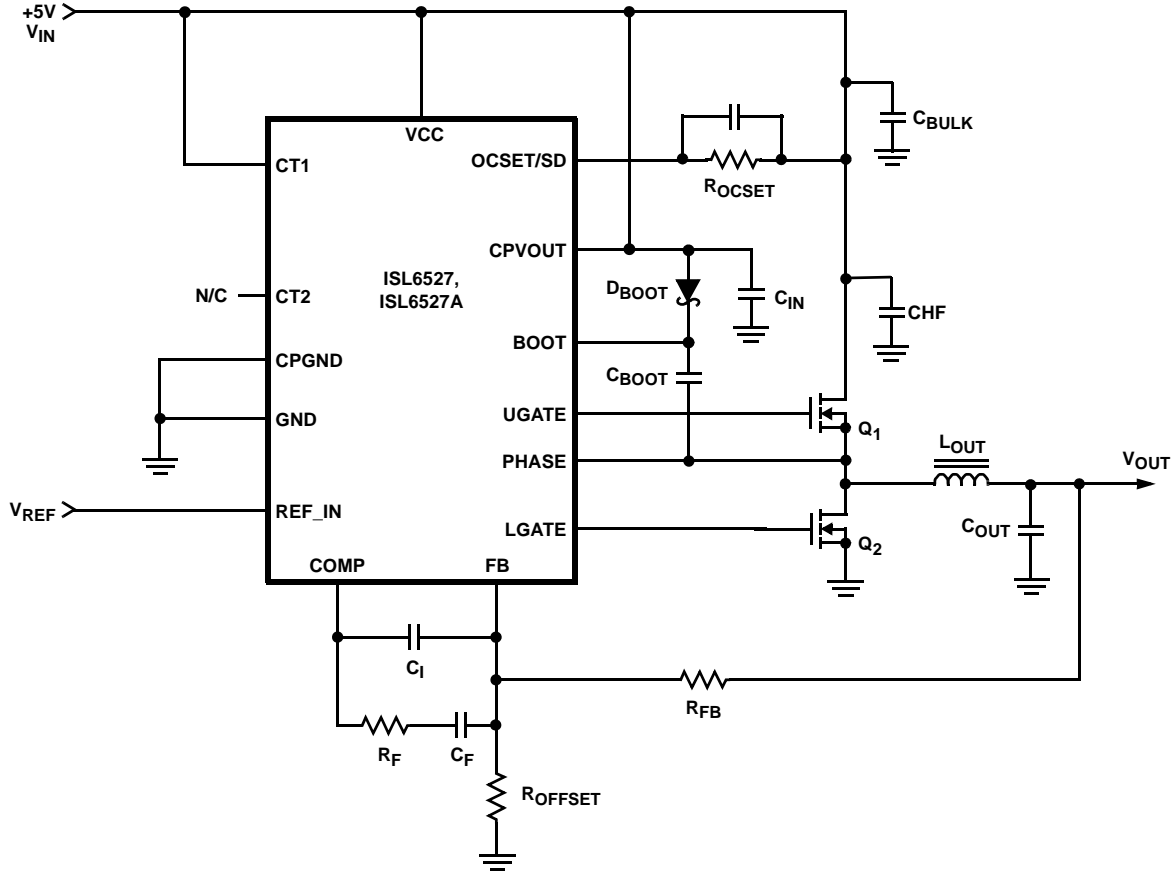 +5V
VIN
VCC
CT1
OCSET/SD
CBULK
ROCSET
CPVOUT
ISL6527,
ISL6527A
DBOOT
CIN
N/C
CT2
CHF
BOOT
CPGND
CBOOT
UGATE
GND
Q1
LOUT
PHASE
VOUT
VREF
REF_IN
LGATE
COUT
Q2
COMP
FB
CI
RFB
RF
CF
ROFFSET